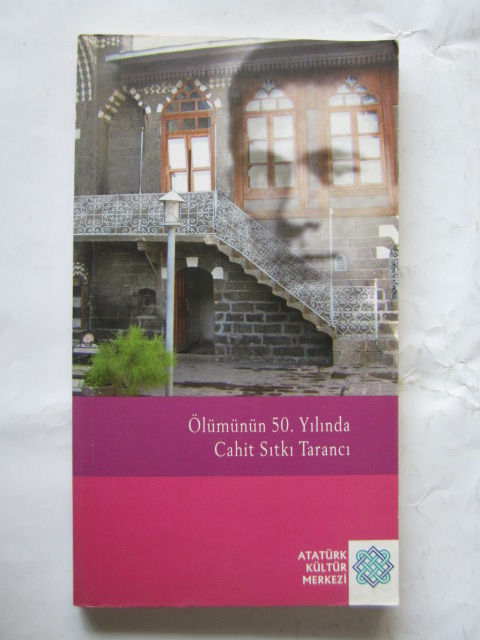 Ölümünün 50. Yılında
Cahit Sıtkı Tarancı
ATATÜRK
KÜLTÜR
MERKEZİ